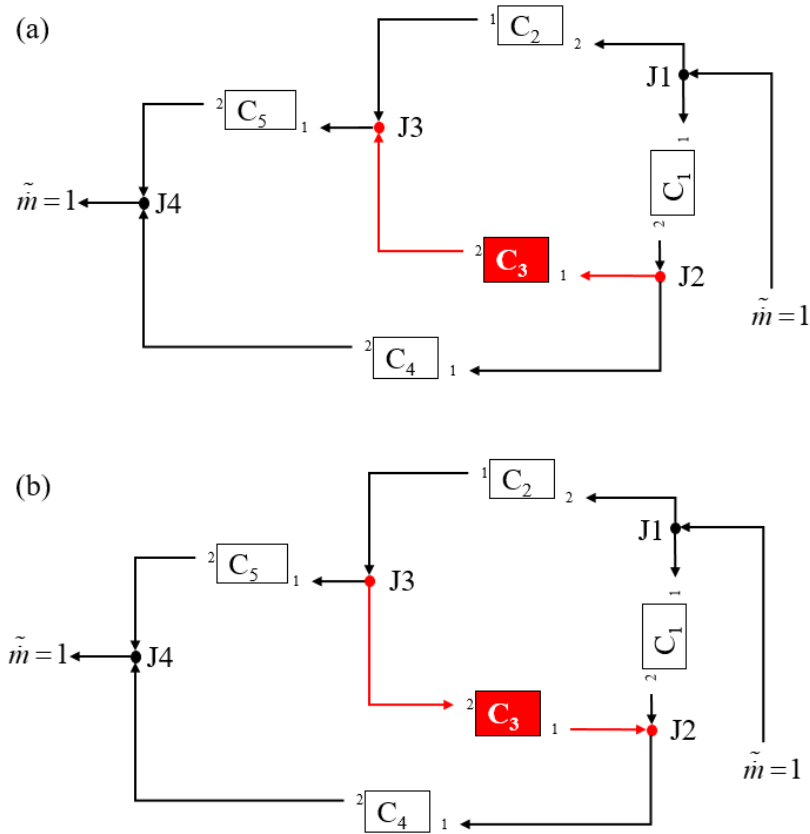 (a)
1 C₂ 2
J1
2 C₅ 1
J3
1 C₁ 2
ṁ̃ = 1
J4
2 C₃ 1
J2
ṁ̃ = 1
2 C₄ 1
(b)
1 C₂ 2
J1
2 C₅ 1
J3
1 C₁ 2
ṁ̃ = 1
J4
2 C₃ 1
J2
ṁ̃ = 1
2 C₄ 1